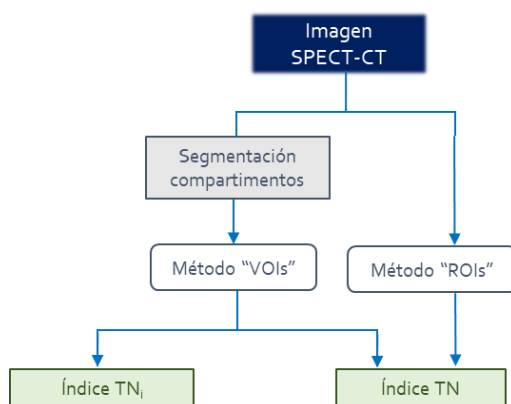 Imagen
SPECT-CT
Segmentación
compartimentos
Método “VOIs”
Método “ROIs”
Índice TNᵢ
Índice TN